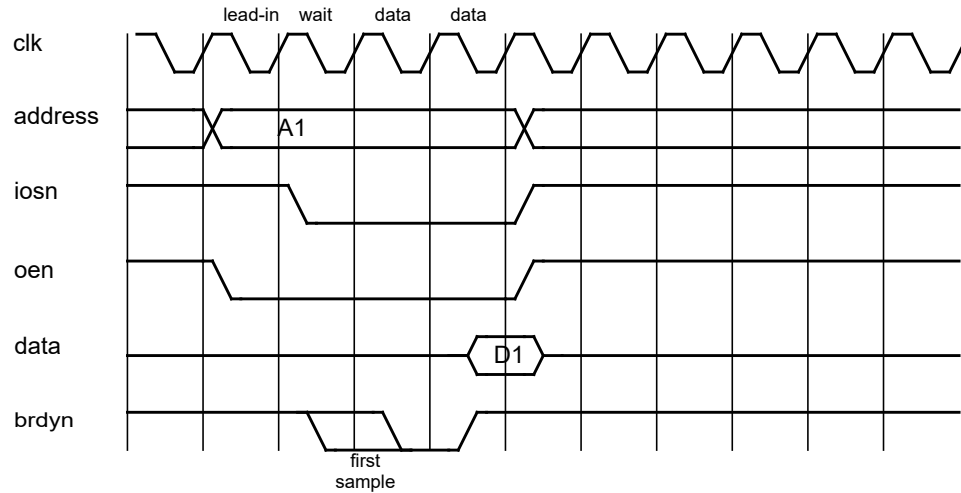 lead-in wait data data
clk
address
A1
iosn
oen
data
D1
brdyn
first
sample